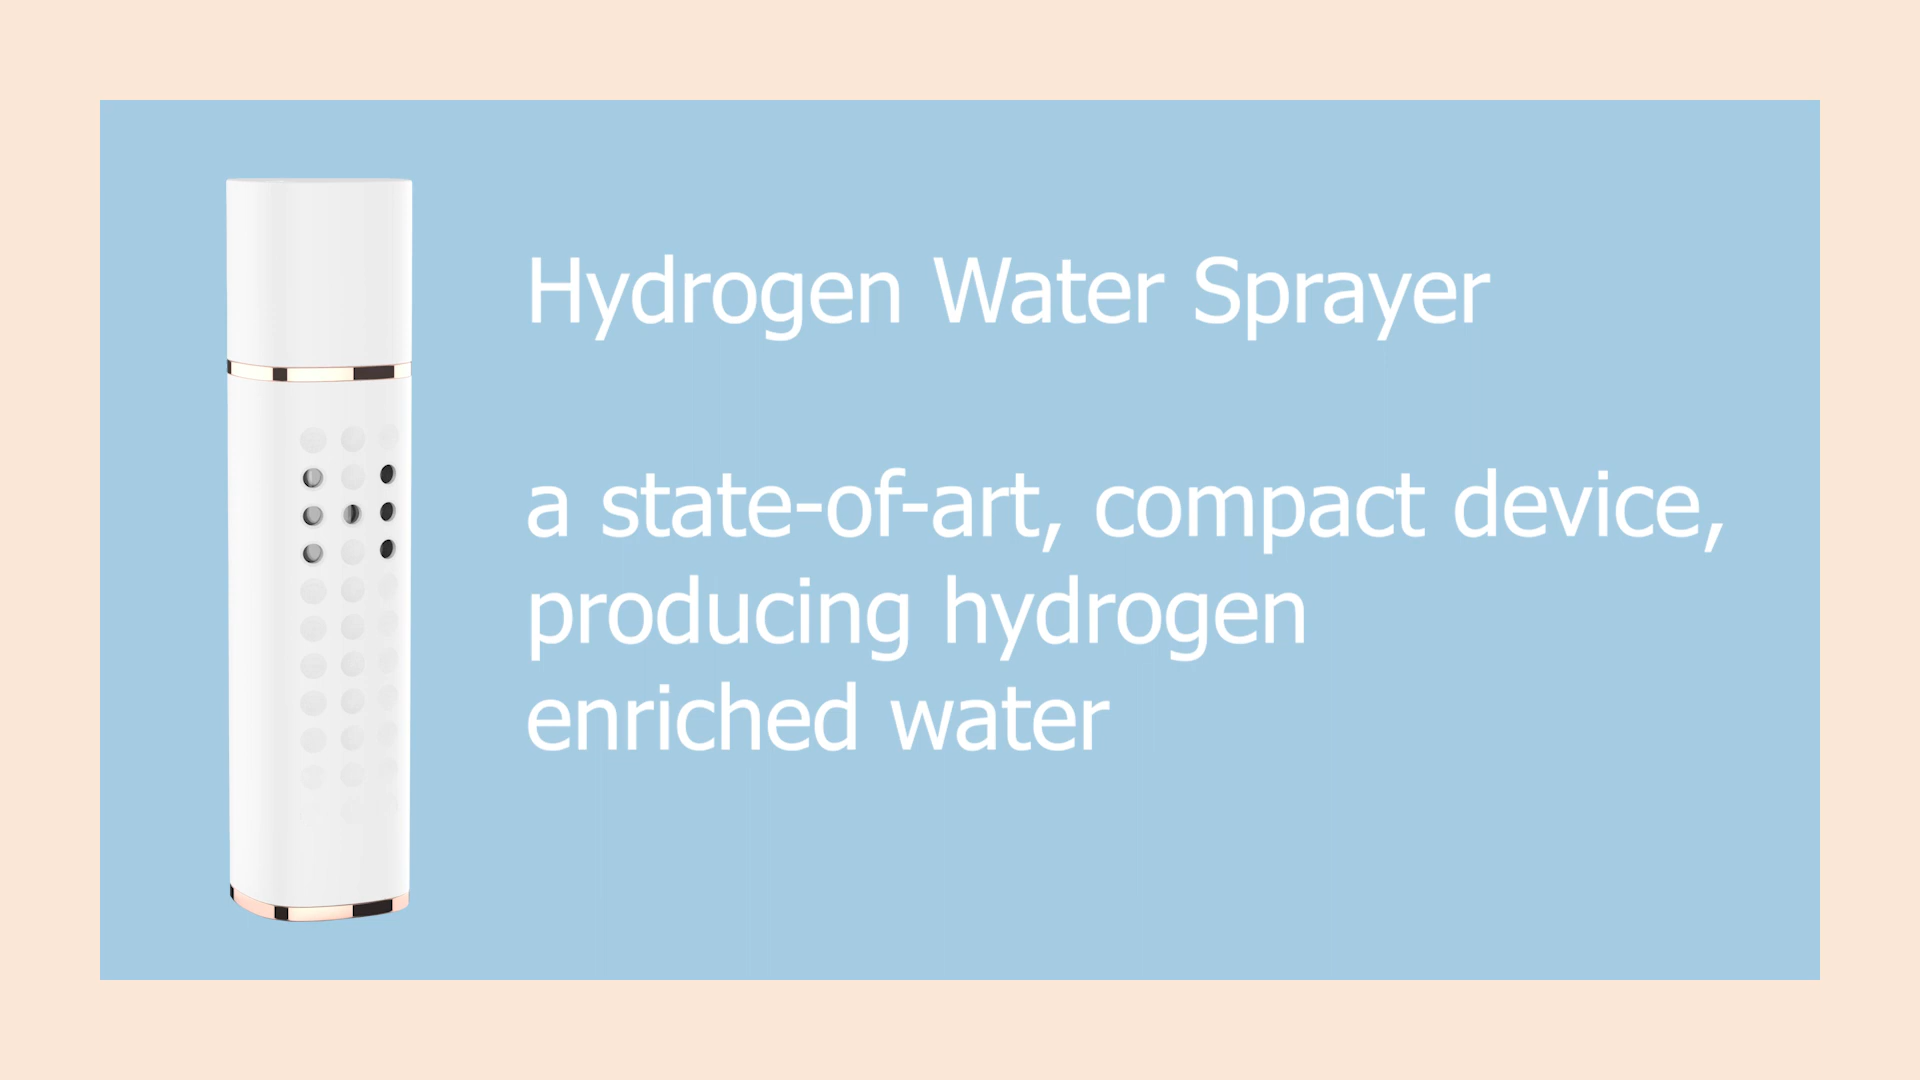 Hydrogen Water Sprayer
a state-of-art, compact device,
producing hydrogen
enriched water